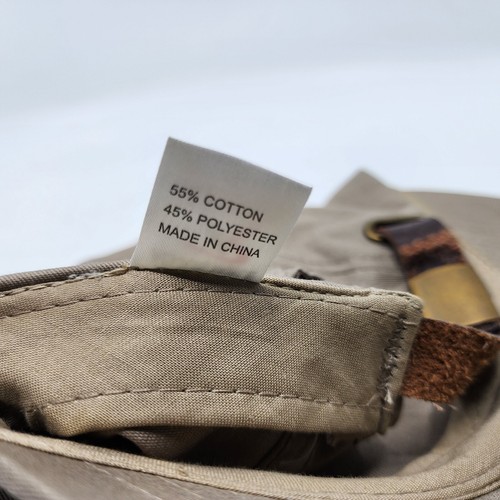 55% COTTON
45% POLYESTER
MADE IN CHINA